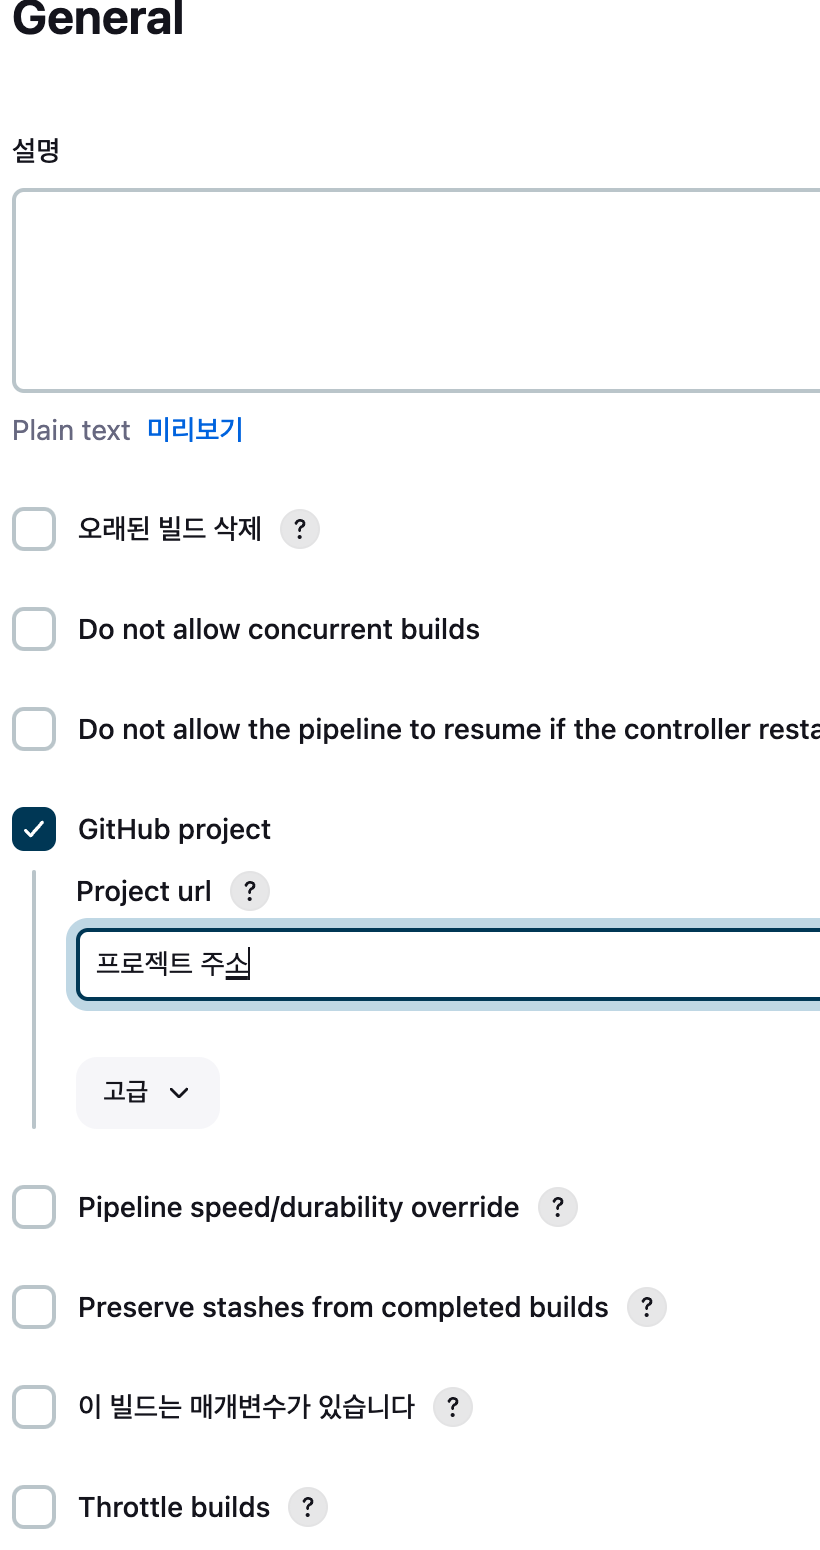 General
설명
Plain text 미리보기
오래된 빌드 삭제 ?
Do not allow concurrent builds
Do not allow the pipeline to resume if the controller resta
GitHub project
Project url ?
프로젝트 주소
고급
Pipeline speed/durability override ?
Preserve stashes from completed builds ?
이 빌드는 매개변수가 있습니다 ?
Throttle builds ?